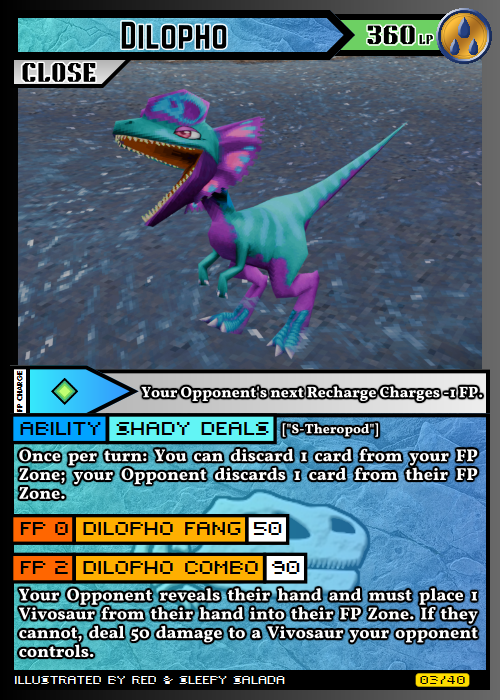 DILOPHO
360 LP
CLOSE
FP CHARGE
Your Opponent's next Recharge Charges -1 FP.
ABILITY SHADY DEALS ["S-Theropod"]
Once per turn: You can discard 1 card from your FP
Zone; your Opponent discards 1 card from their FP
Zone.
FP 0 DILOPHO FANG 50
FP 2 DILOPHO COMBO 90
Your Opponent reveals their hand and must place 1
Vivosaur from their hand into their FP Zone. If they
cannot, deal 50 damage to a Vivosaur your opponent
controls.
ILLUSTRATED BY RED & SLEEPY SALADA
03/40